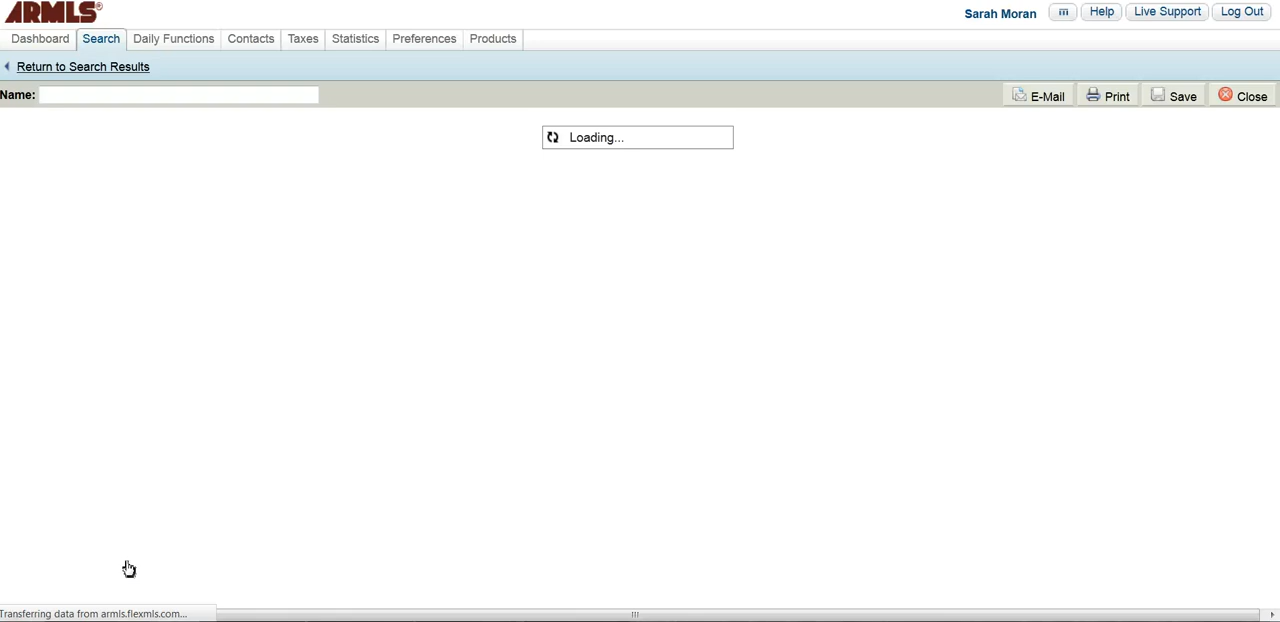 ARMLS®
Sarah Moran
Help
Live Support
Log Out
Dashboard
Search
Daily Functions
Contacts
Taxes
Statistics
Preferences
Products
Return to Search Results
Name:
E-Mail
Print
Save
Close
Loading...
Transferring data from armls.flexmls.com...